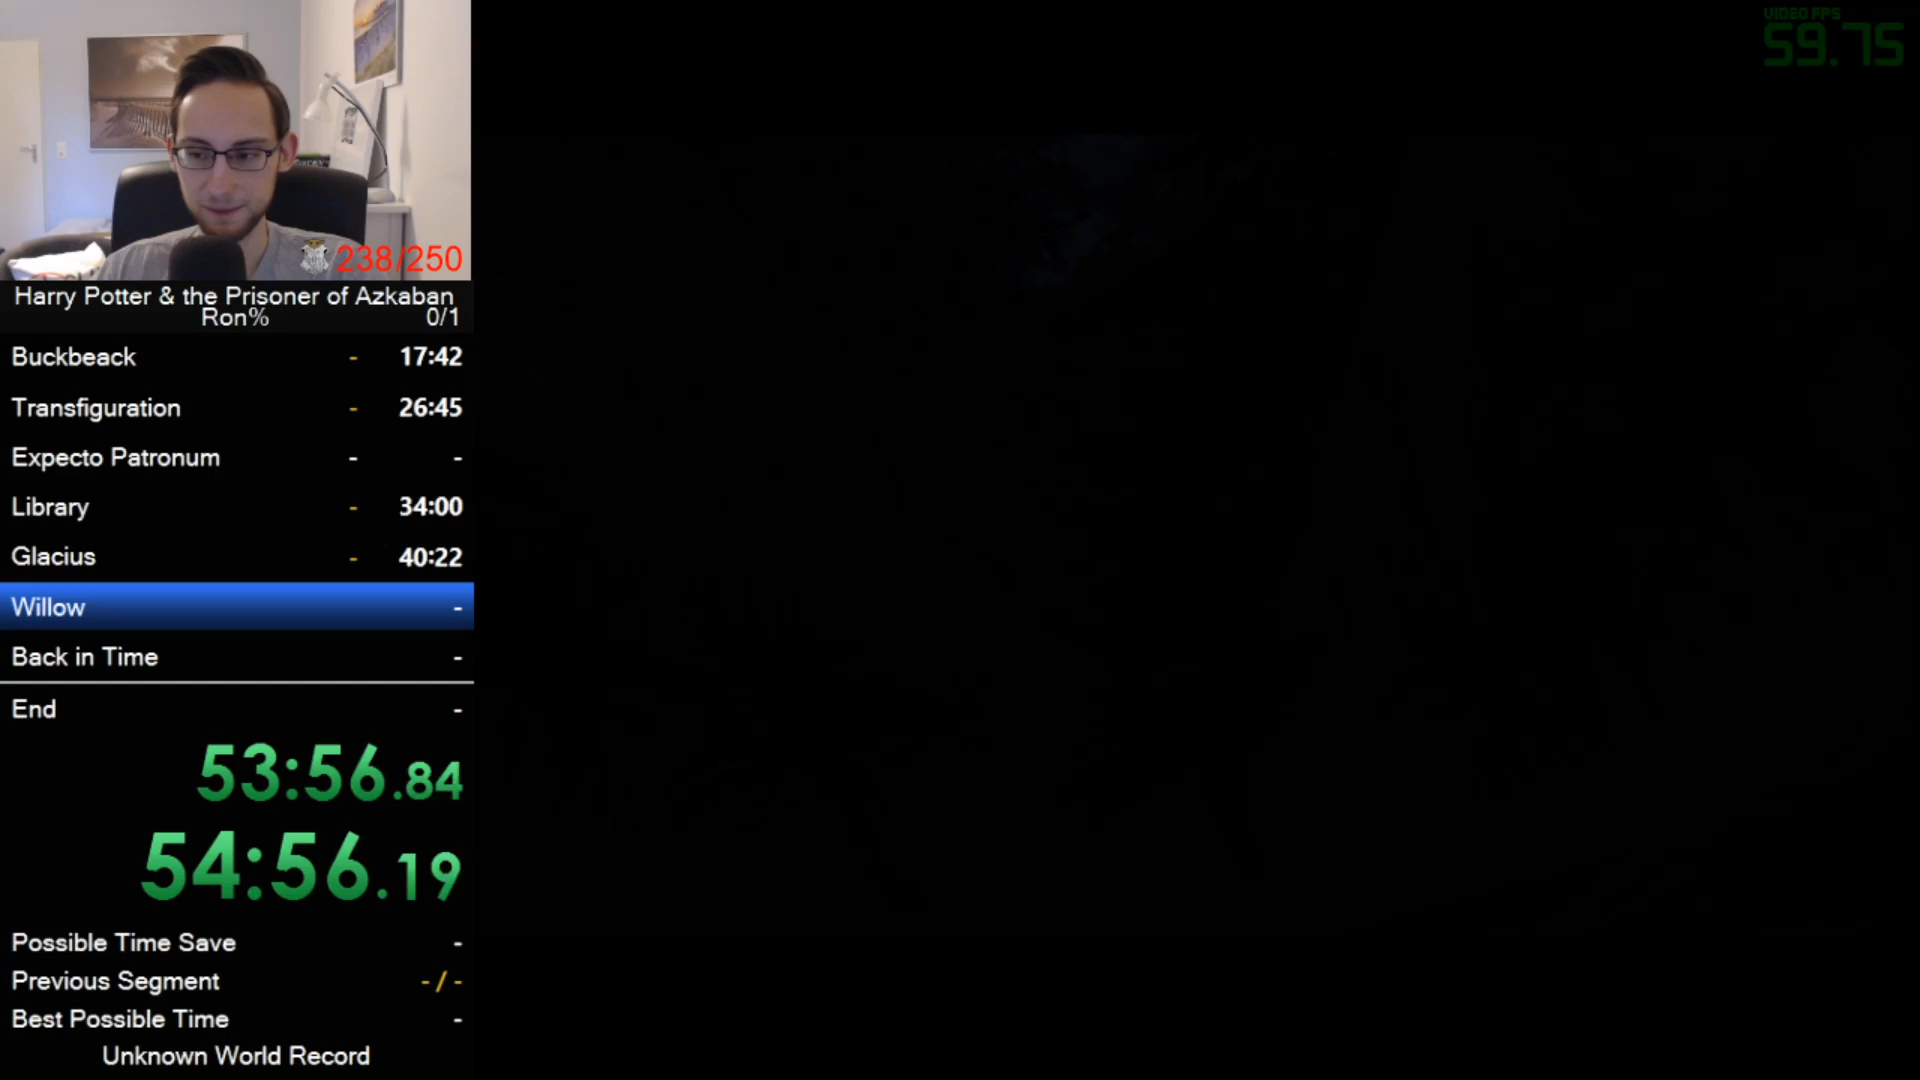 VIDEO FPS
59.75
238/250
Harry Potter & the Prisoner of Azkaban
Ron% 0/1
Buckbeack - 17:42
Transfiguration - 26:45
Expecto Patronum - -
Library - 34:00
Glacius - 40:22
Willow -
Back in Time -
End -
53:56.84
54:56.19
Possible Time Save -
Previous Segment - / -
Best Possible Time -
Unknown World Record